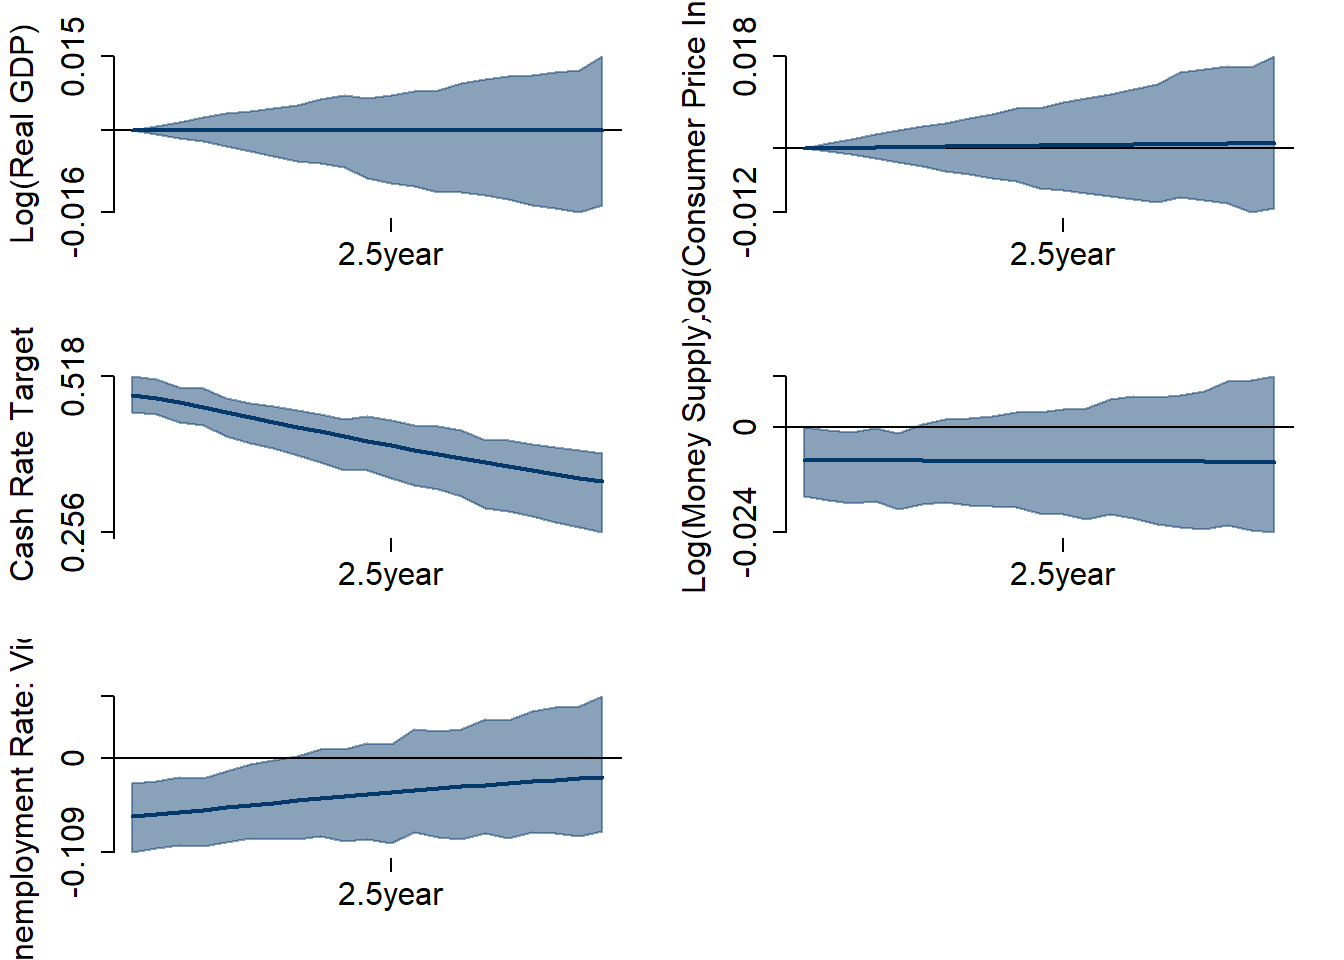 Log(Real GDP)
0.015
-0.016
2.5year
Log(Consumer Price In
0.018
-0.012
2.5year
Cash Rate Target
0.518
0.256
2.5year
Log(Money Supply)
0
-0.024
2.5year
nemployment Rate: Vic
0
-0.109
2.5year